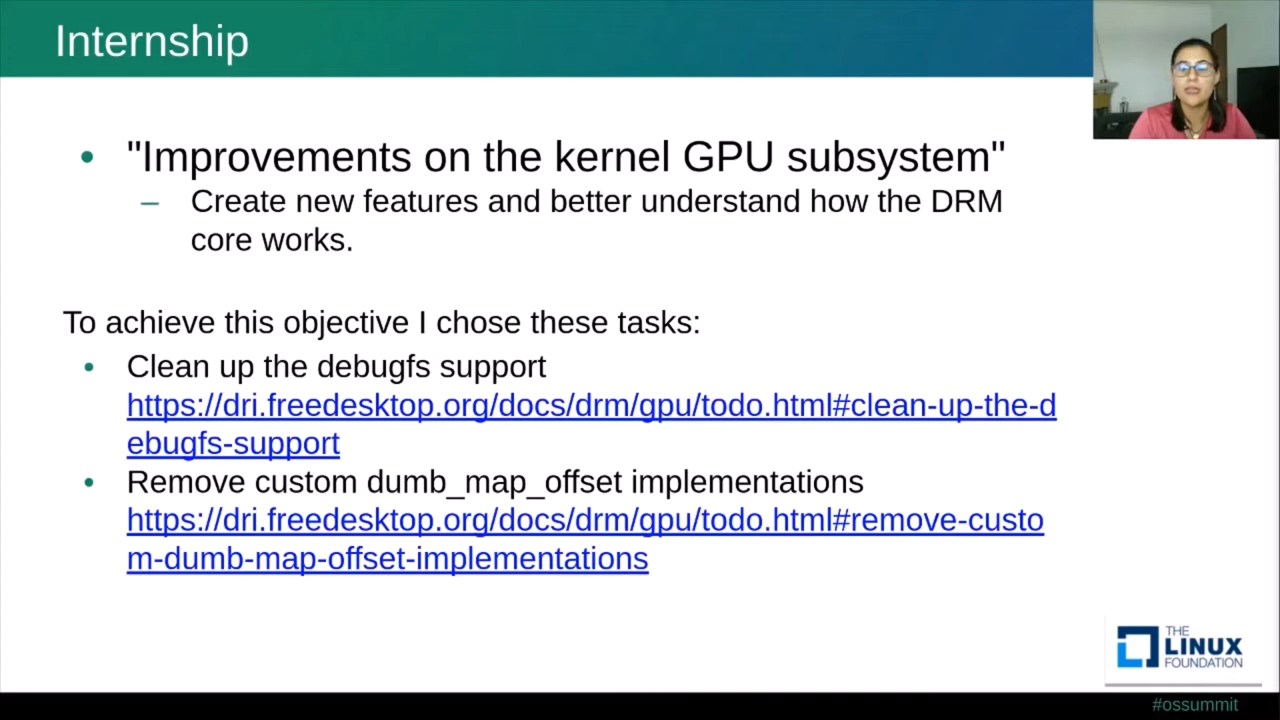 Internship
• "Improvements on the kernel GPU subsystem"
– Create new features and better understand how the DRM
core works.
To achieve this objective I chose these tasks:
• Clean up the debugfs support
https://dri.freedesktop.org/docs/drm/gpu/todo.html#clean-up-the-d
ebugfs-support
• Remove custom dumb_map_offset implementations
https://dri.freedesktop.org/docs/drm/gpu/todo.html#remove-custo
m-dumb-map-offset-implementations
THE
LINUX
FOUNDATION
#ossummit